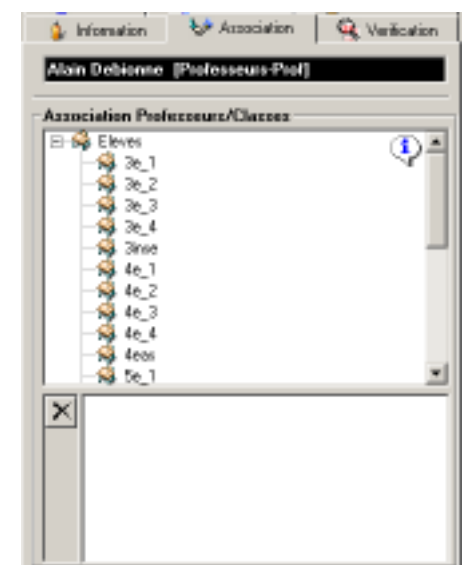 Information Association Verification
Alain Debionne [Professeurs-Prof]
Association Professeurs/Classes
Eleves
3e_1
3e_2
3e_3
3e_4
3inse
4e_1
4e_2
4e_3
4e_4
4eas
5e_1